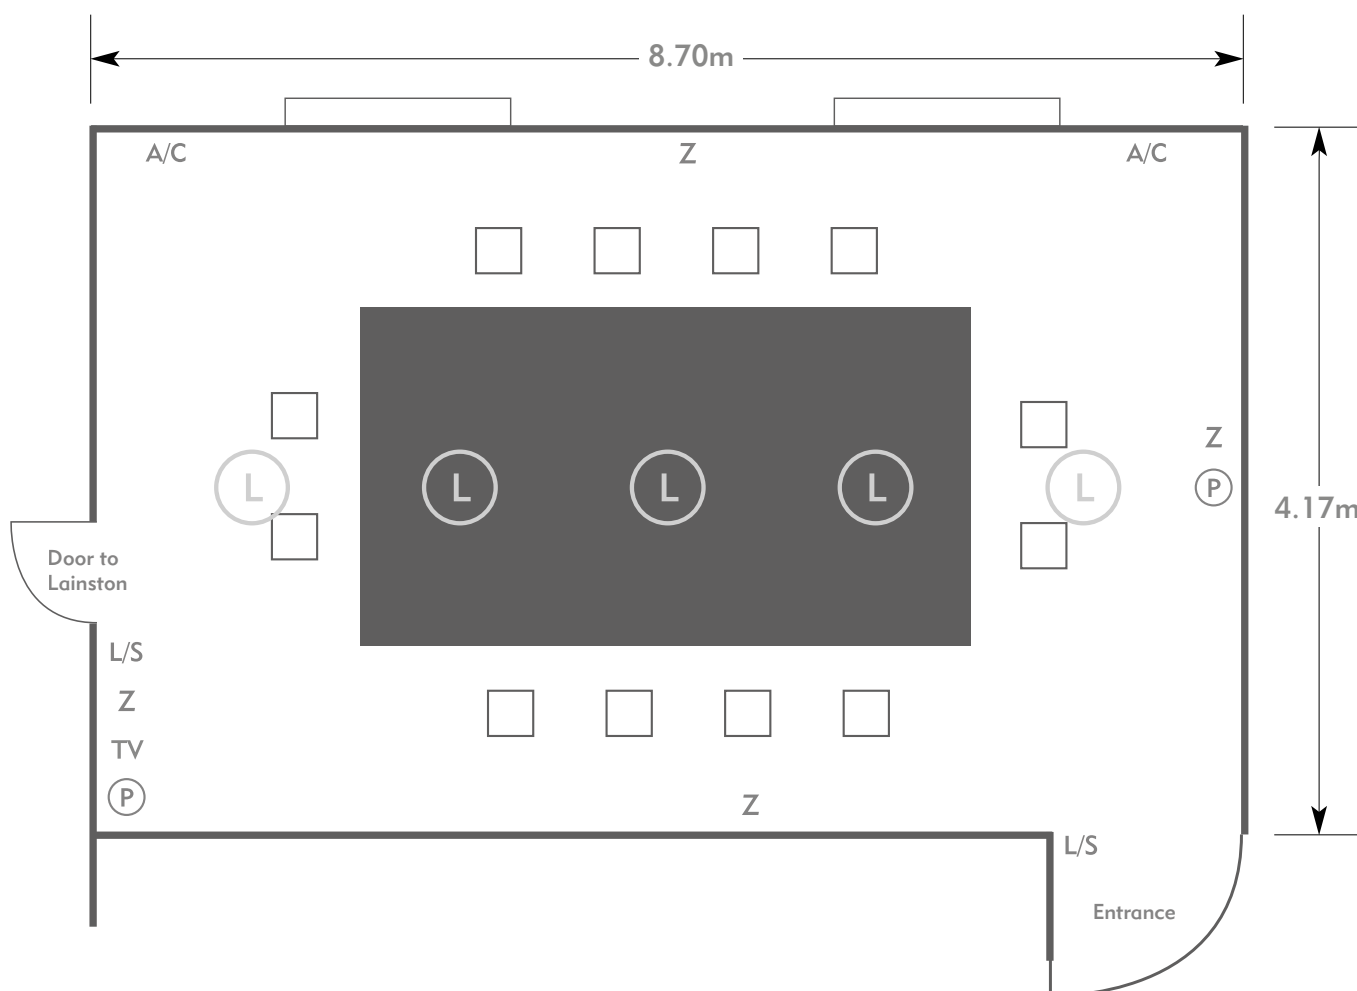 8.70m
A/C
Z
A/C
Z
L
L
L
L
L
P
4.17m
Door to
Lainston
L/S
Z
TV
P
Z
L/S
Entrance